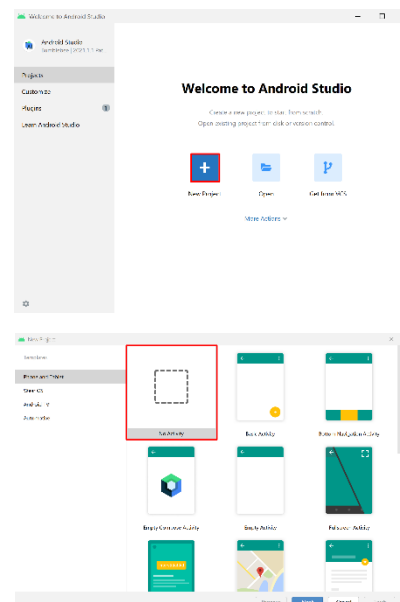 Welcome to Android Studio
Android Studio
Projects
Customize
Plugins
Learn Android Studio
Welcome to Android Studio
Create a new project to start from scratch.
Open existing project from disk or version control.
New Project
Open
Get from VCS
More Actions
New Project
Phone and Tablet
Wear OS
Android TV
Automotive
No Activity
Basic Activity
Bottom Navigation Activity
Empty Compose Activity
Empty Activity
Fullscreen Activity
Previous
Next
Cancel
Finish